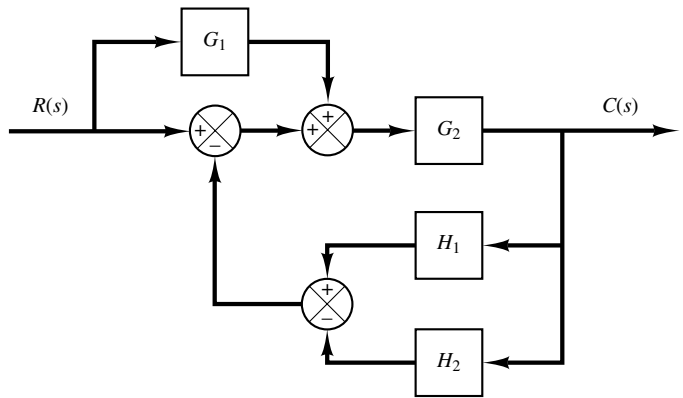 G₁
R(s)
C(s)
+
+
+
−
G₂
H₁
+
−
H₂